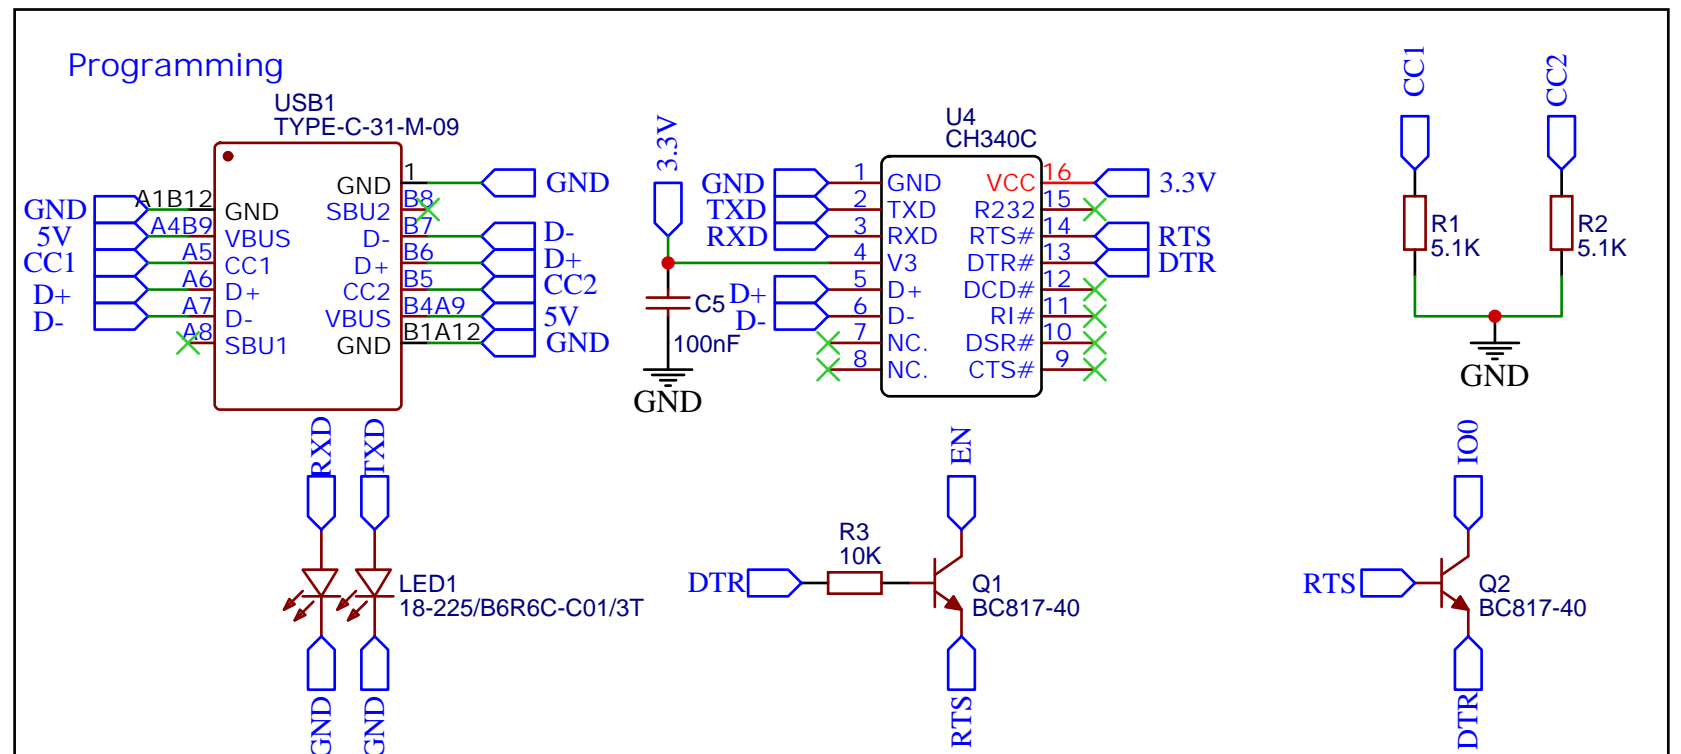 Programming
USB1
TYPE-C-31-M-09
GND A1B12 GND
5V A4B9 VBUS
CC1 A5 CC1
D+ A6 D+
D- A7 D-
A8 SBU1
GND 1 GND
SBU2 B8
D- B7 D-
D+ B6 D+
CC2 B5 CC2
VBUS B4A9 5V
GND B1A12 GND
3.3V
C5
100nF
GND
U4
CH340C
GND 1 GND
TXD 2 TXD
RXD 3 RXD
4 V3
D+ 5 D+
D- 6 D-
7 NC.
8 NC.
VCC 16 3.3V
R232 15
RTS# 14 RTS
DTR# 13 DTR
DCD# 12
RI# 11
DSR# 10
CTS# 9
CC1
CC2
R1
5.1K
R2
5.1K
GND
RXD
TXD
LED1
18-225/B6R6C-C01/3T
GND
GND
EN
R3
10K
DTR
Q1
BC817-40
RTS
IO0
RTS
Q2
BC817-40
DTR